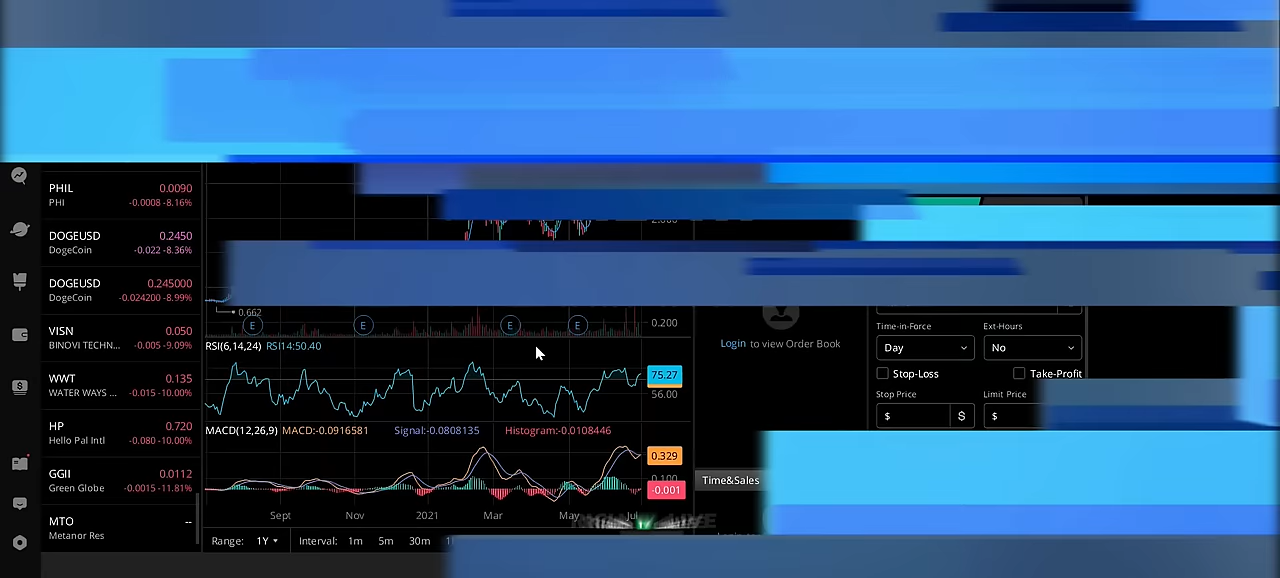 PHIL 0.0090
PHI -0.0008 -8.16%
DOGEUSD 0.2450
DogeCoin -0.022 -8.36%
DOGEUSD 0.245000
DogeCoin -0.024200 -8.99%
VISN 0.050
BINOVI TECHN... -0.005 -9.09%
WWT 0.135
WATER WAYS ... -0.015 -10.00%
HP 0.720
Hello Pal Intl -0.080 -10.00%
GGII 0.0112
Green Globe -0.0015 -11.81%
MTO --
Metanor Res
0.662
E E E E
0.200
RSI(6,14,24) RSI14:50.40
75.27
56.00
MACD(12,26,9) MACD:-0.0916581 Signal:-0.0808135 Histogram:-0.0108446
0.329
0.100
-0.001
Sept Nov 2021 Mar May Jul
Range: 1Y Interval: 1m 5m 30m
Login to view Order Book
Time&Sales
Time-in-Force Ext-Hours
Day No
Stop-Loss Take-Profit
Stop Price Limit Price
$ $ $